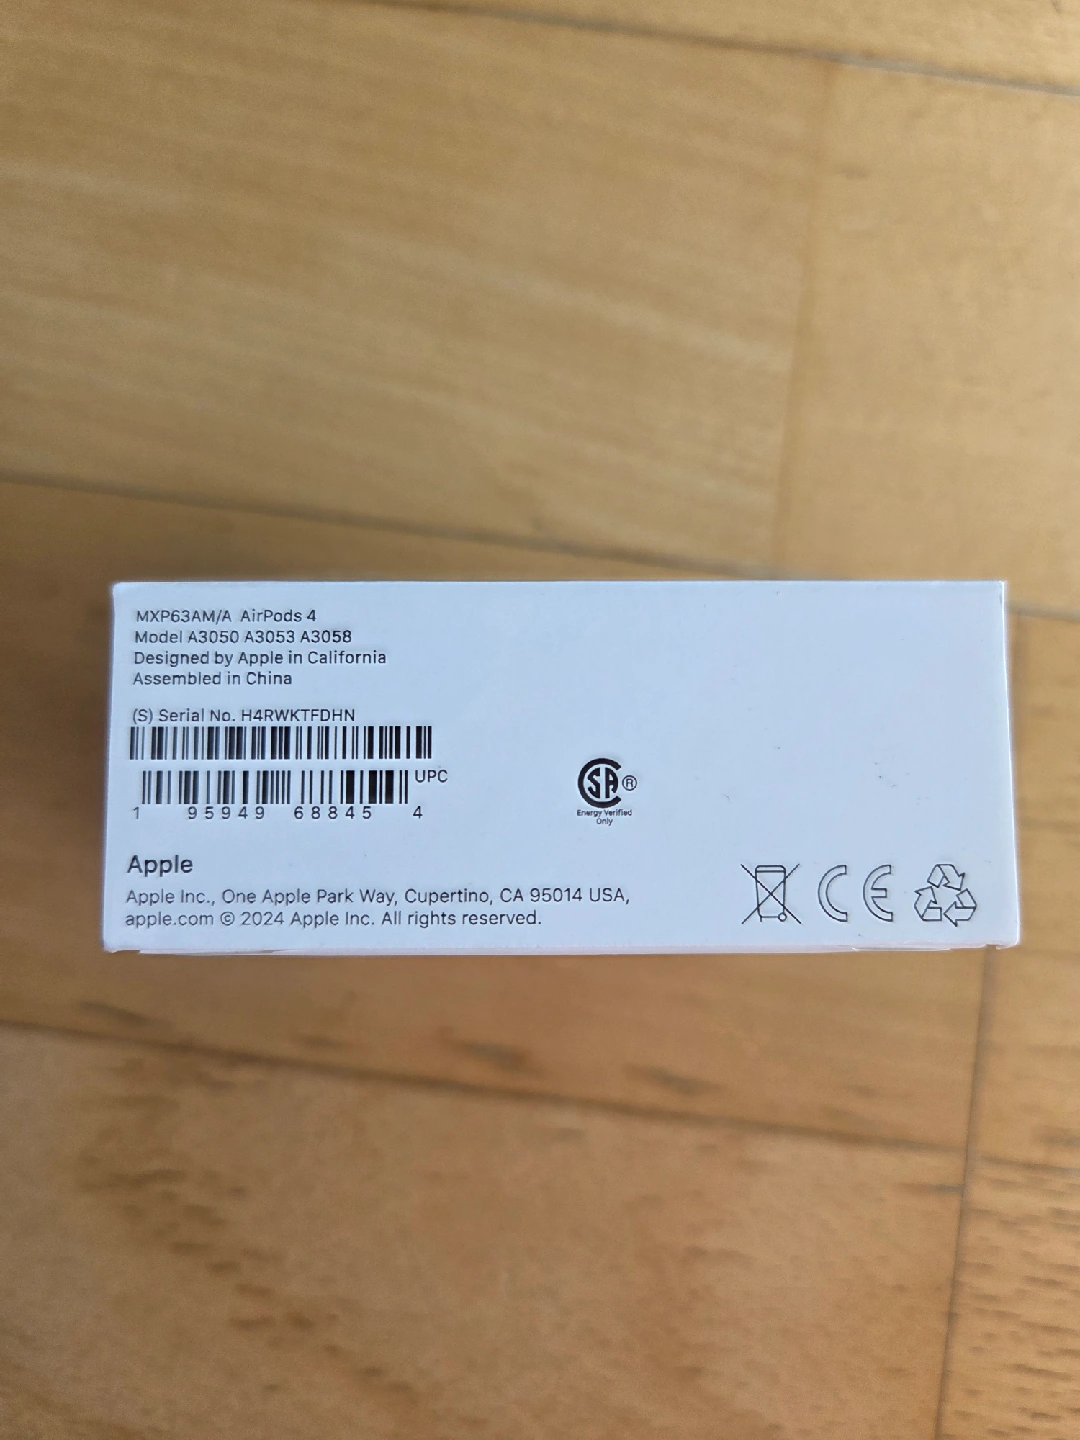 MXP63AM/A AirPods 4
Model A3050 A3053 A3058
Designed by Apple in California
Assembled in China
(S) Serial No. H4RWKTFDHN
UPC
1 95949 68845 4
SA®
Energy Verified
Only
Apple
Apple Inc., One Apple Park Way, Cupertino, CA 95014 USA,
apple.com © 2024 Apple Inc. All rights reserved.
CE